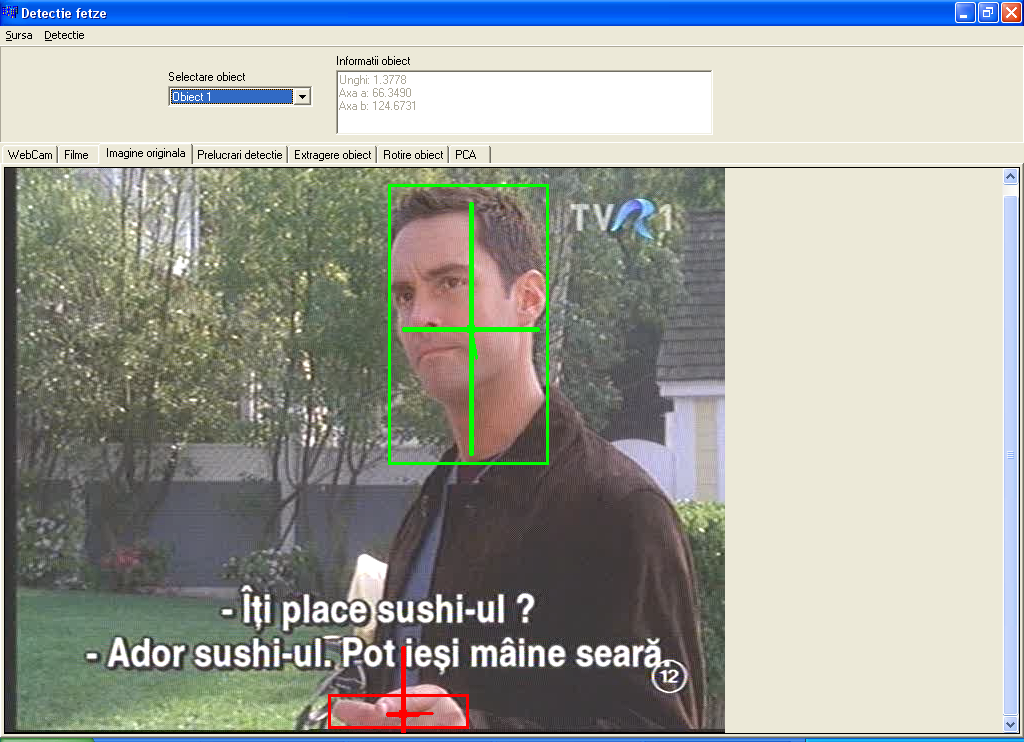 Detectie fetze
Sursa Detectie
Selectare obiect
Obiect 1
Informatii obiect
Unghi: 1.3778
Axa a: 66.3490
Axa b: 124.6731
WebCam Filme Imagine originala Prelucrari detectie Extragere obiect Rotire obiect PCA
TVR1
- Îţi place sushi-ul ?
- Ador sushi-ul. Pot ieşi mâine seară.
12